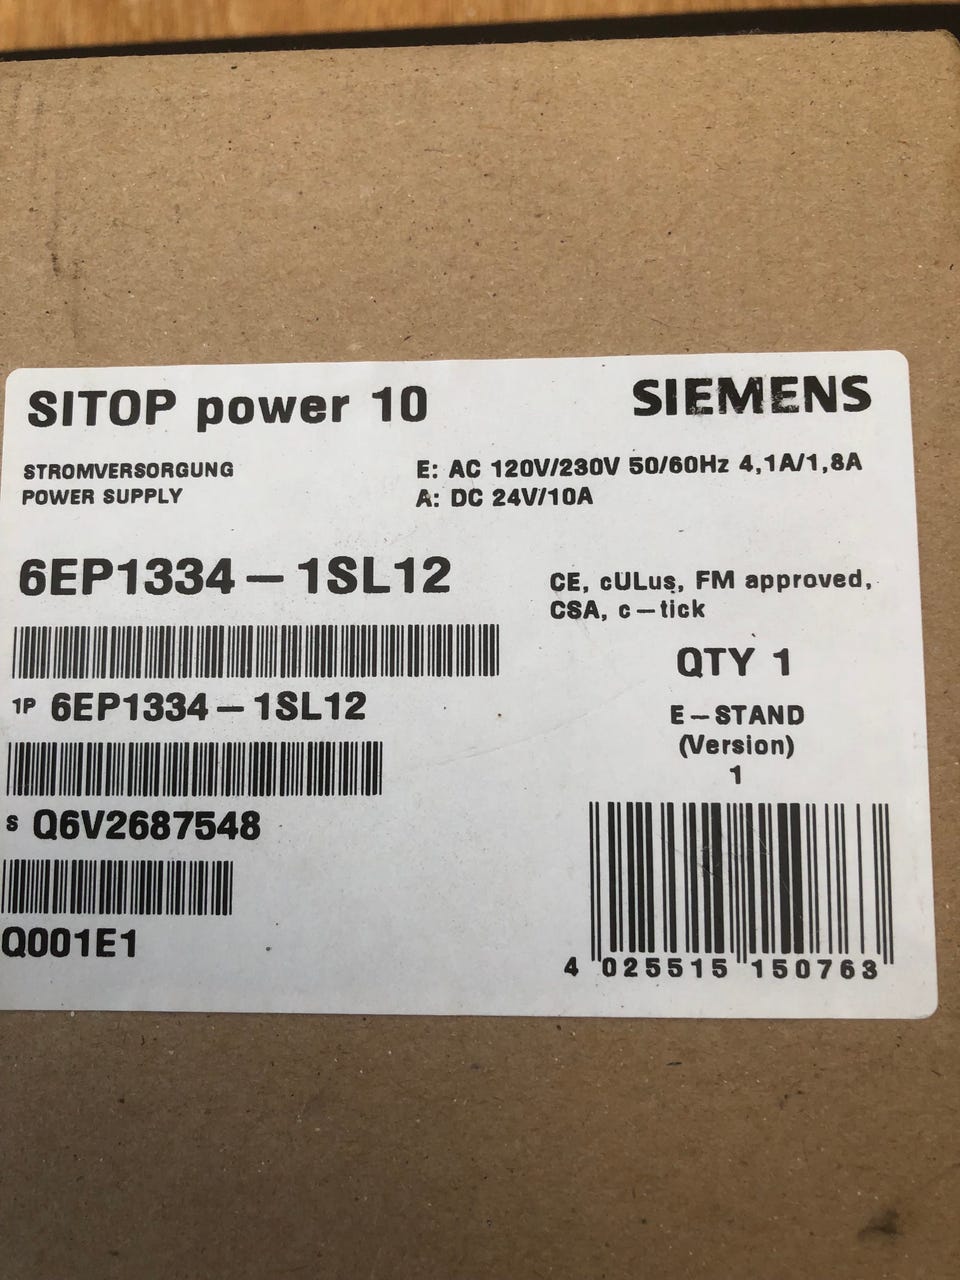 SITOP power 10
SIEMENS
STROMVERSORGUNG
POWER SUPPLY
E: AC 120V/230V 50/60Hz 4,1A/1,8A
A: DC 24V/10A
6EP1334-1SL12
CE, cULus, FM approved,
CSA, c-tick
QTY 1
1P 6EP1334-1SL12
E-STAND
(Version)
1
S Q6V2687548
Q001E1
4 025515 150763